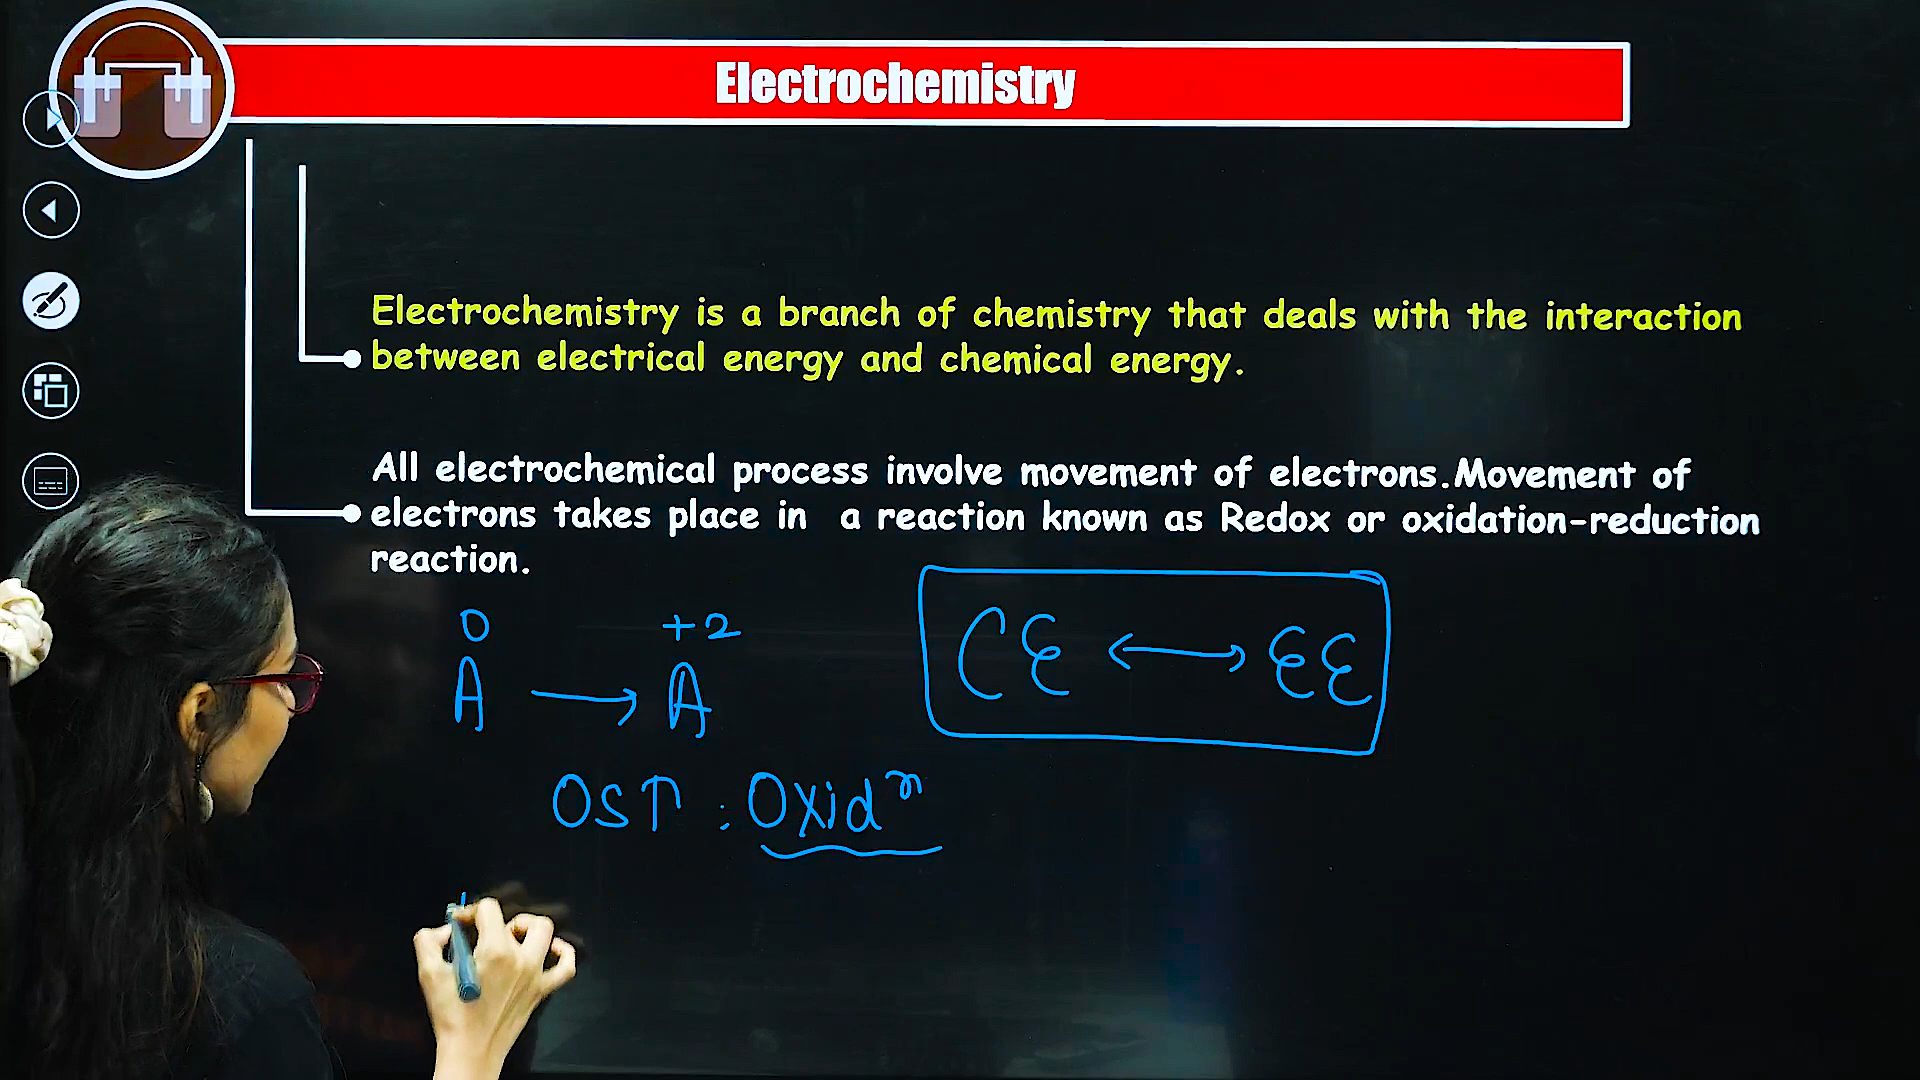 Electrochemistry
Electrochemistry is a branch of chemistry that deals with the interaction
between electrical energy and chemical energy.
All electrochemical process involve movement of electrons.Movement of
electrons takes place in a reaction known as Redox or oxidation-reduction
reaction.
0 +2
A → A
CE ↔ EE
OS↑ : Oxidⁿ